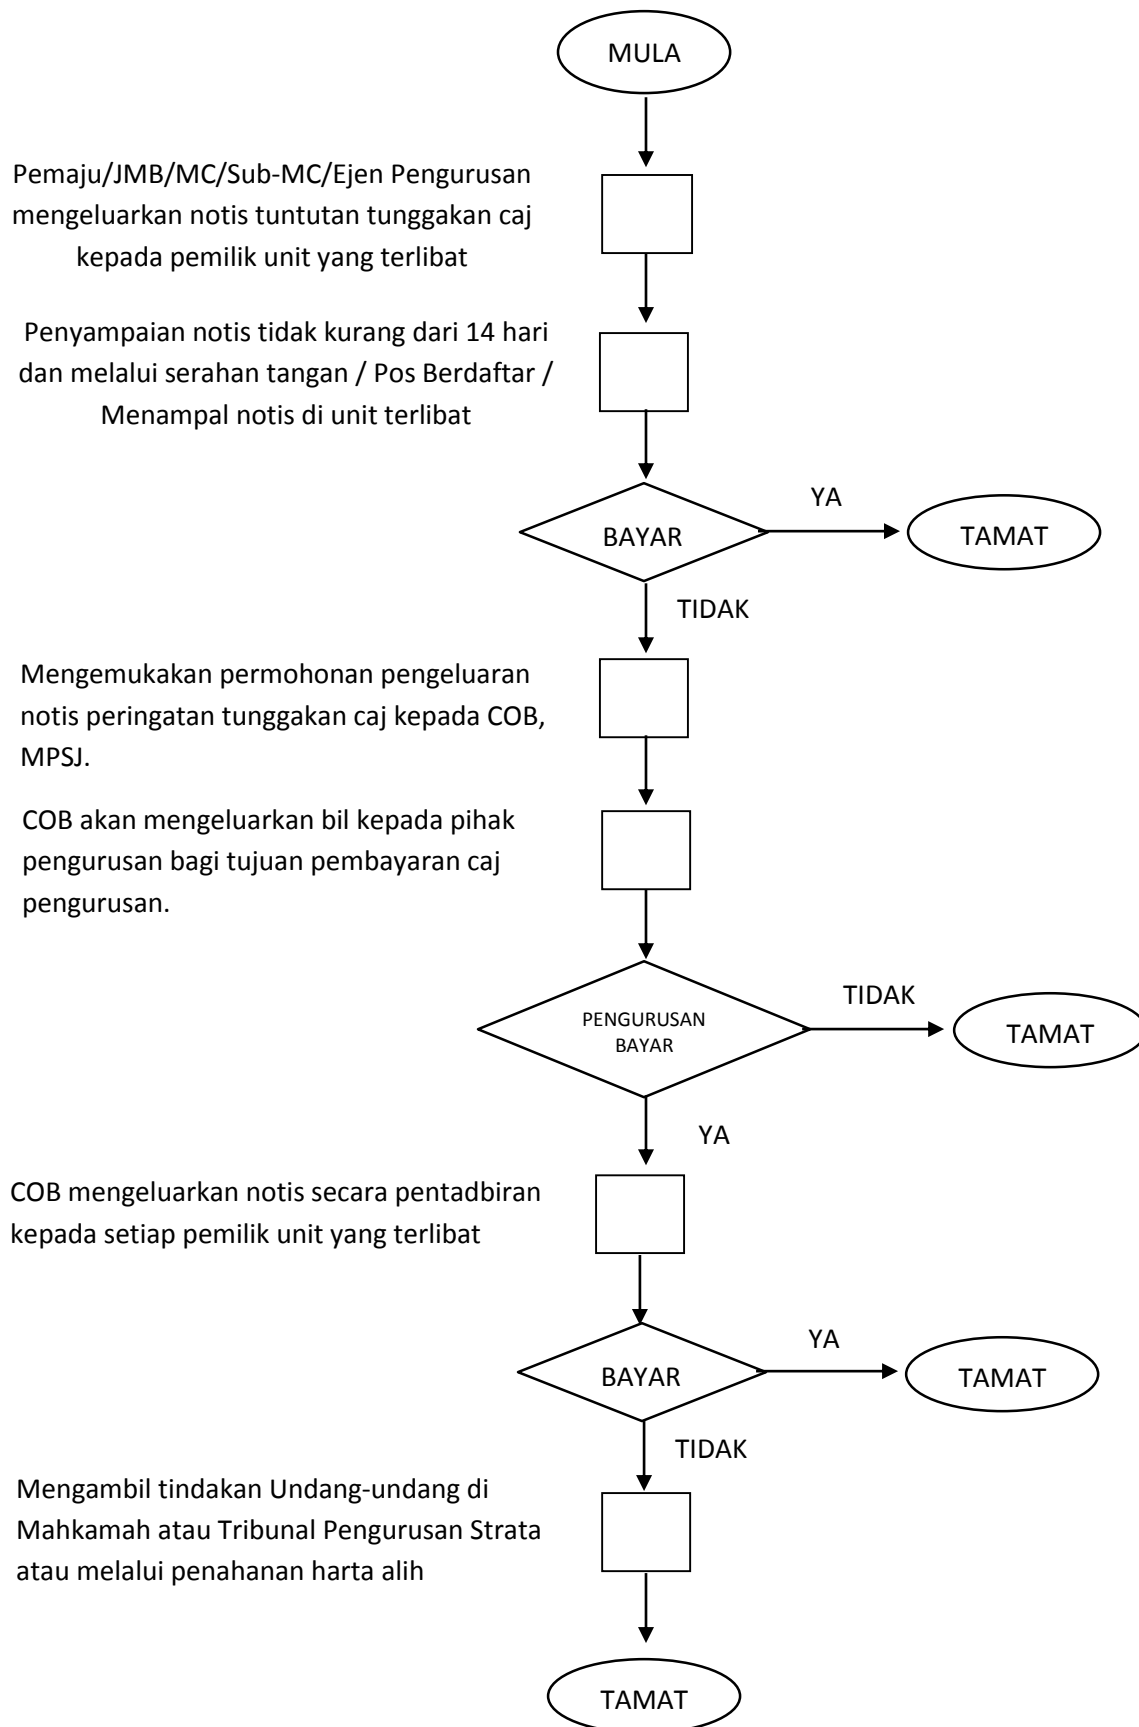 MULA
Pemaju/JMB/MC/Sub-MC/Ejen Pengurusan
mengeluarkan notis tuntutan tunggakan caj
kepada pemilik unit yang terlibat
Penyampaian notis tidak kurang dari 14 hari
dan melalui serahan tangan / Pos Berdaftar /
Menampal notis di unit terlibat
BAYAR
YA
TAMAT
TIDAK
Mengemukakan permohonan pengeluaran
notis peringatan tunggakan caj kepada COB,
MPSJ.
COB akan mengeluarkan bil kepada pihak
pengurusan bagi tujuan pembayaran caj
pengurusan.
PENGURUSAN
BAYAR
TIDAK
TAMAT
YA
COB mengeluarkan notis secara pentadbiran
kepada setiap pemilik unit yang terlibat
BAYAR
YA
TAMAT
TIDAK
Mengambil tindakan Undang-undang di
Mahkamah atau Tribunal Pengurusan Strata
atau melalui penahanan harta alih
TAMAT